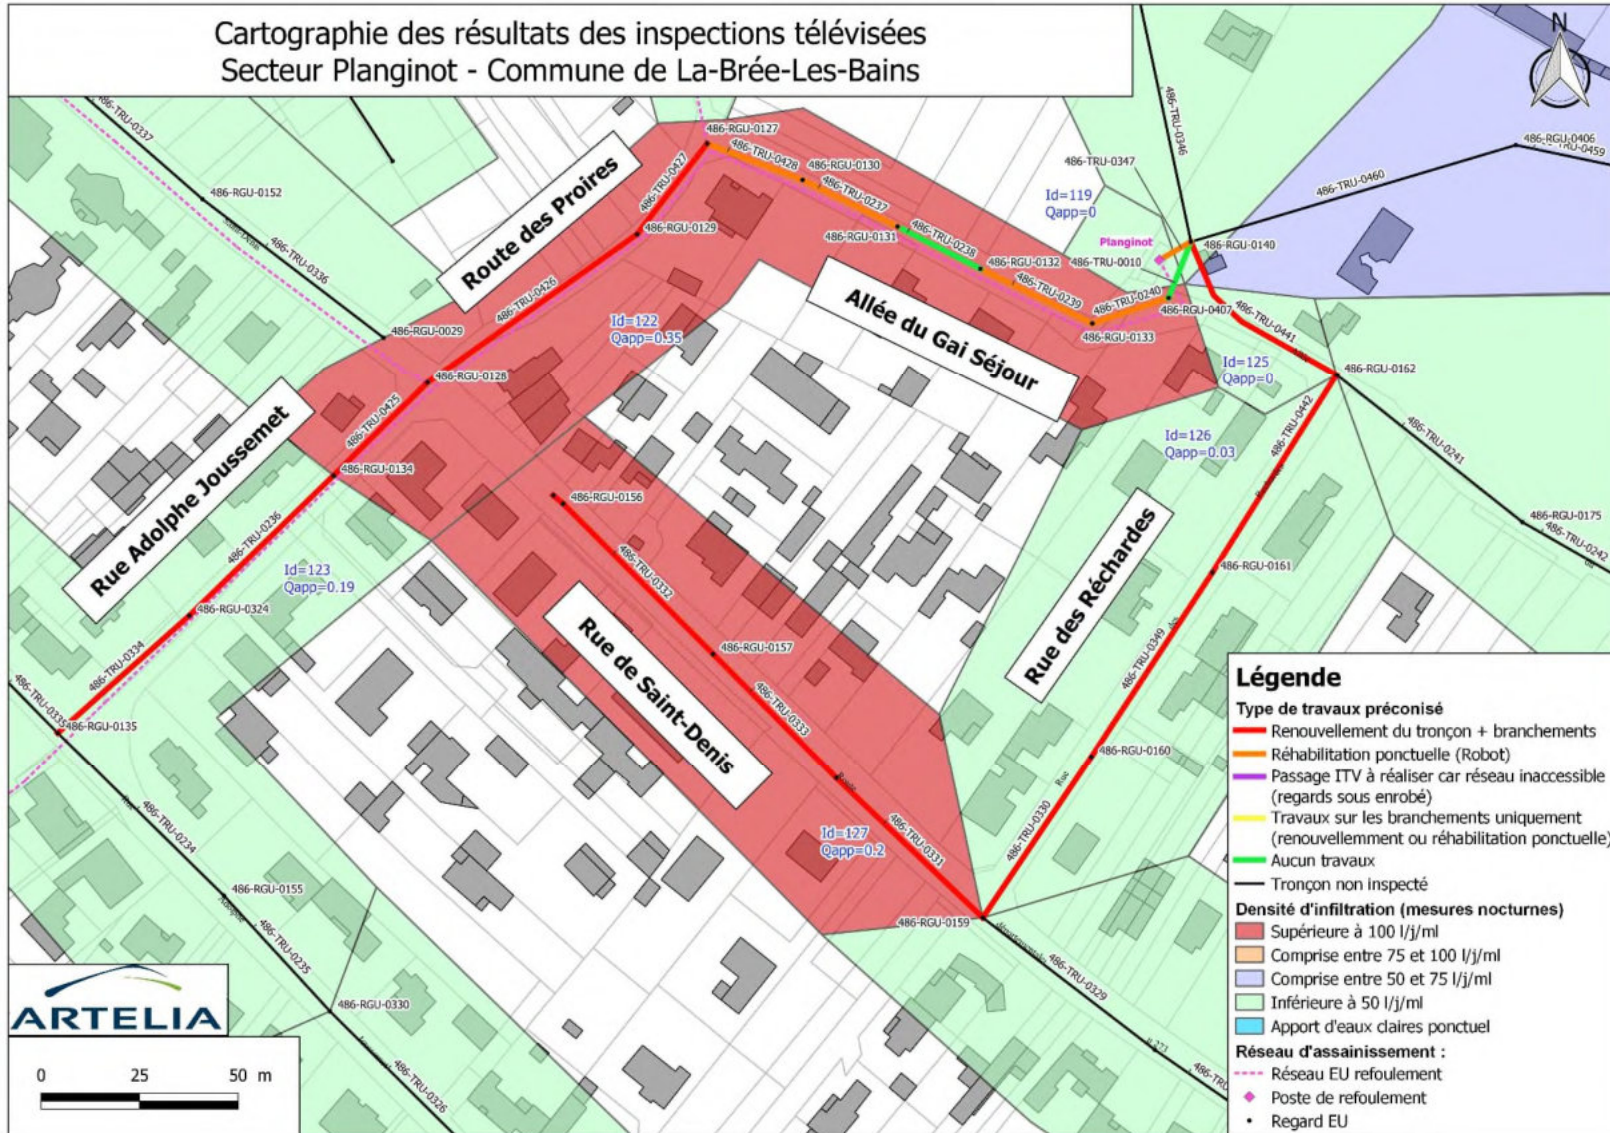 Cartographie des résultats des inspections télévisées
Secteur Planginot - Commune de La-Brée-Les-Bains
N
486-TRU-0337
486-RGU-0152
486-TRU-0336
486-RGU-0029
Route des Proires
486-RGU-0127
486-TRU-0427
486-TRU-0428
486-RGU-0130
486-TRU-0237
486-RGU-0129
486-RGU-0131
486-TRU-0238
486-RGU-0132
486-TRU-0239
486-TRU-0240
486-RGU-0133
486-RGU-0407
486-TRU-0346
486-TRU-0347
Id=119
Qapp=0
Planginot
486-TRU-0010
486-RGU-0140
486-TRU-0460
486-RGU-0406
486-TRU-0459
486-TRU-0441
486-RGU-0162
Id=125
Qapp=0
Id=122
Qapp=0.35
486-TRU-0426
486-RGU-0128
486-TRU-0425
486-RGU-0134
Allée du Gai Séjour
Rue Adolphe Joussemet
486-TRU-0236
Id=123
Qapp=0.19
486-RGU-0324
486-TRU-0334
486-TRU-0335
486-RGU-0135
486-RGU-0156
486-TRU-0332
486-RGU-0157
486-TRU-0333
Rue de Saint-Denis
Route
Id=127
Qapp=0.2
486-TRU-0331
486-RGU-0159
Id=126
Qapp=0.03
486-TRU-0442
486-TRU-0241
486-RGU-0175
486-TRU-0242
486-RGU-0161
Rue des Réchardes
486-TRU-0349
486-RGU-0160
Rue
486-TRU-0330
486-TRU-0329
486-TRU-0234
Rue
486-RGU-0155
486-TRU-0235
486-RGU-0330
486-TRU-0326
ARTELIA
0 25 50 m
Légende
Type de travaux préconisé
Renouvellement du tronçon + branchements
Réhabilitation ponctuelle (Robot)
Passage ITV à réaliser car réseau inaccessible
(regards sous enrobé)
Travaux sur les branchements uniquement
(renouvellemment ou réhabilitation ponctuelle)
Aucun travaux
Tronçon non inspecté
Densité d'infiltration (mesures nocturnes)
Supérieure à 100 l/j/ml
Comprise entre 75 et 100 l/j/ml
Comprise entre 50 et 75 l/j/ml
Inférieure à 50 l/j/ml
Apport d'eaux claires ponctuel
Réseau d'assainissement :
Réseau EU refoulement
Poste de refoulement
Regard EU